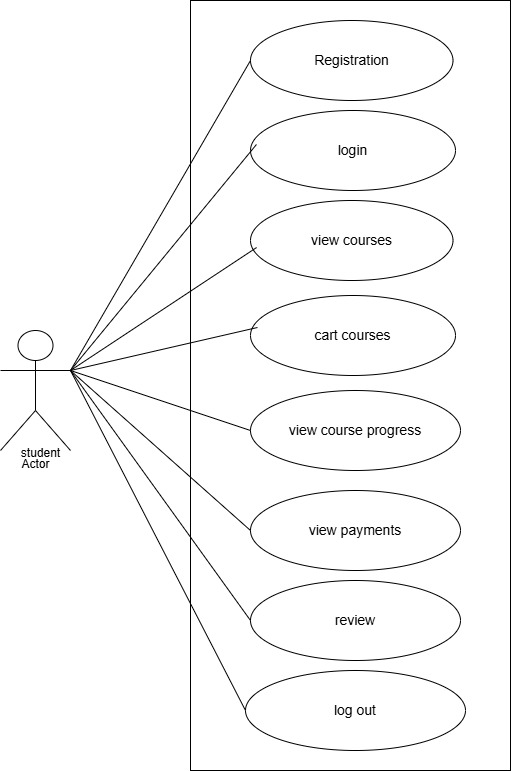 Registration
login
view courses
cart courses
view course progress
student
Actor
view payments
review
log out